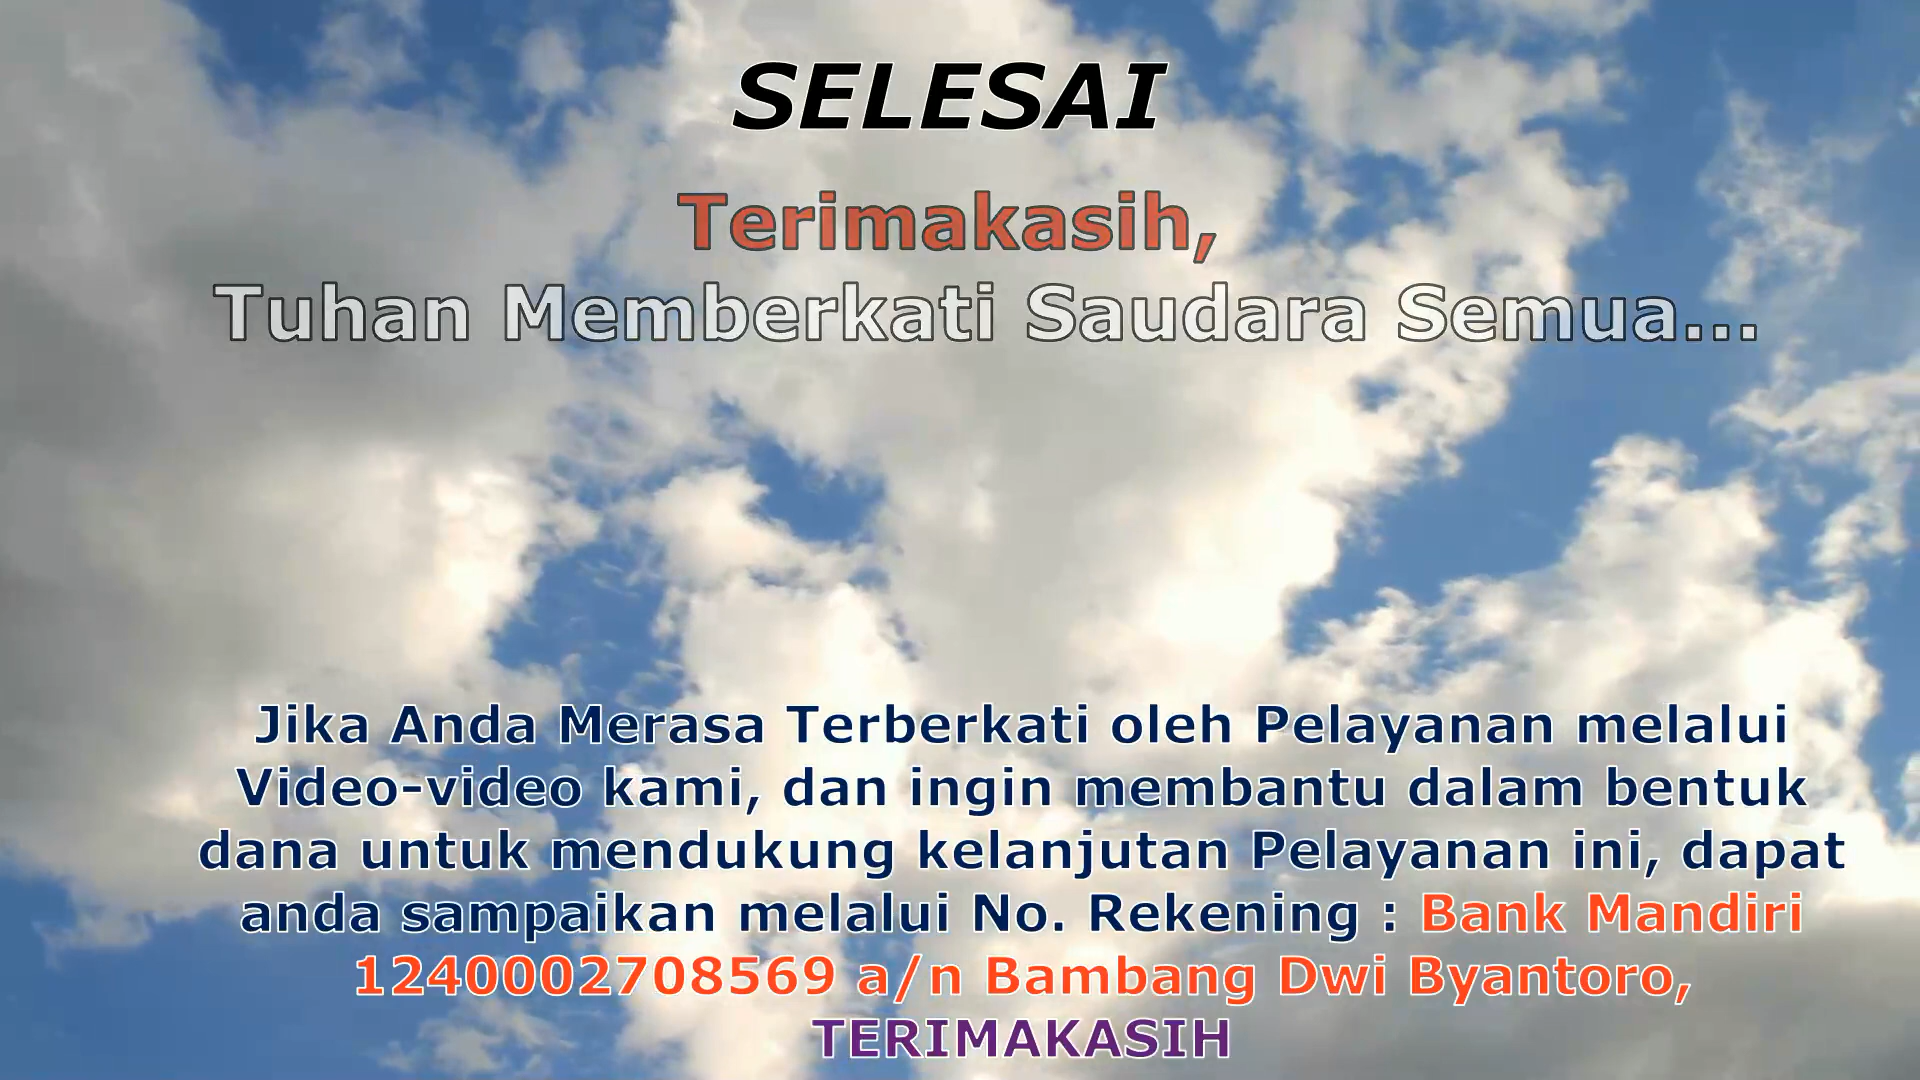 SELESAI
Terimakasih,
Tuhan Memberkati Saudara Semua...
Jika Anda Merasa Terberkati oleh Pelayanan melalui
Video-video kami, dan ingin membantu dalam bentuk
dana untuk mendukung kelanjutan Pelayanan ini, dapat
anda sampaikan melalui No. Rekening : Bank Mandiri
1240002708569 a/n Bambang Dwi Byantoro,
TERIMAKASIH